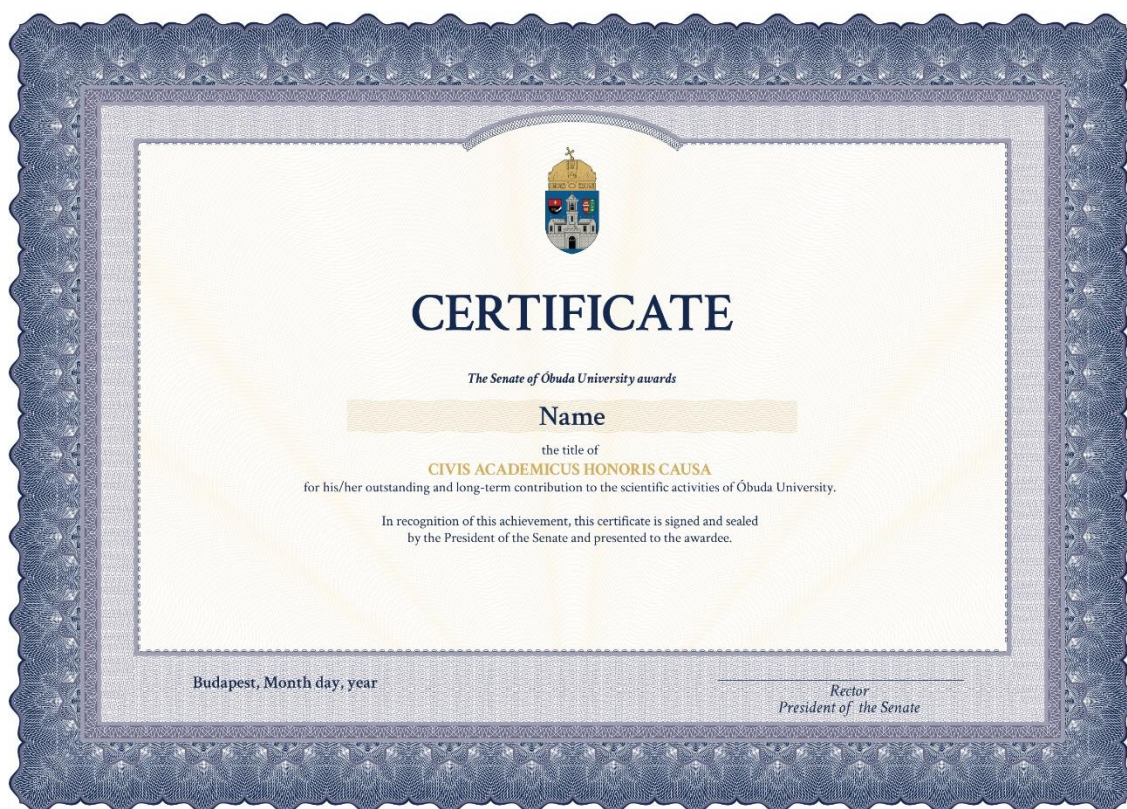 CERTIFICATE
The Senate of Óbuda University awards
Name
the title of
CIVIS ACADEMICUS HONORIS CAUSA
for his/her outstanding and long-term contribution to the scientific activities of Óbuda University.
In recognition of this achievement, this certificate is signed and sealed
by the President of the Senate and presented to the awardee.
Budapest, Month day, year
Rector
President of the Senate